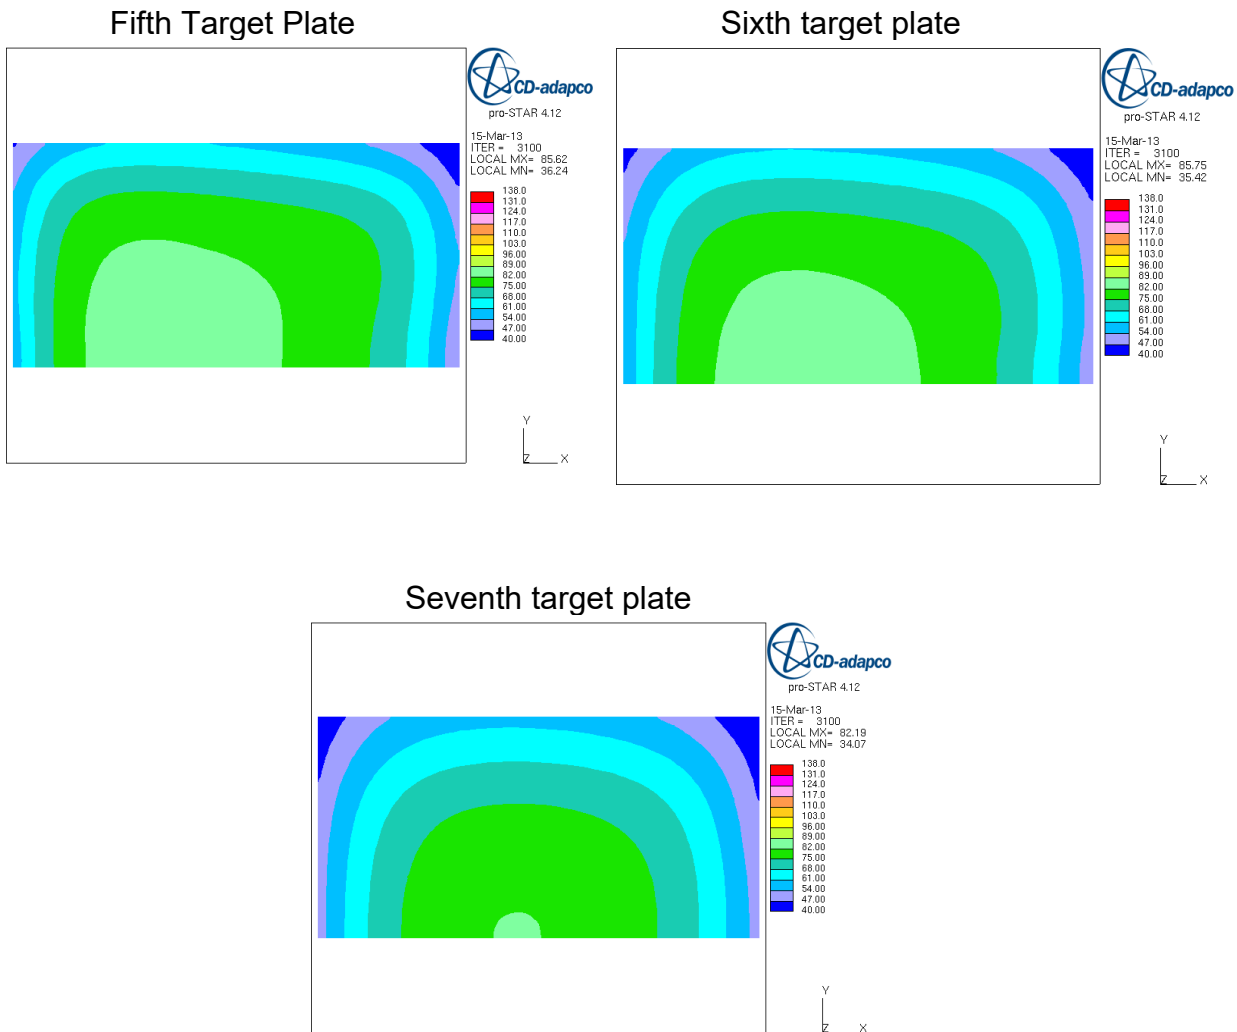 Fifth Target Plate
CD-adapco
pro-STAR 4.12
15-Mar-13
ITER = 3100
LOCAL MX= 85.62
LOCAL MN= 36.24
138.0
131.0
124.0
117.0
110.0
103.0
96.00
89.00
82.00
75.00
68.00
61.00
54.00
47.00
40.00
Y
Z X
Sixth target plate
CD-adapco
pro-STAR 4.12
15-Mar-13
ITER = 3100
LOCAL MX= 85.75
LOCAL MN= 35.42
138.0
131.0
124.0
117.0
110.0
103.0
96.00
89.00
82.00
75.00
68.00
61.00
54.00
47.00
40.00
Y
Z X
Seventh target plate
CD-adapco
pro-STAR 4.12
15-Mar-13
ITER = 3100
LOCAL MX= 82.19
LOCAL MN= 34.07
138.0
131.0
124.0
117.0
110.0
103.0
96.00
89.00
82.00
75.00
68.00
61.00
54.00
47.00
40.00
Y
Z X